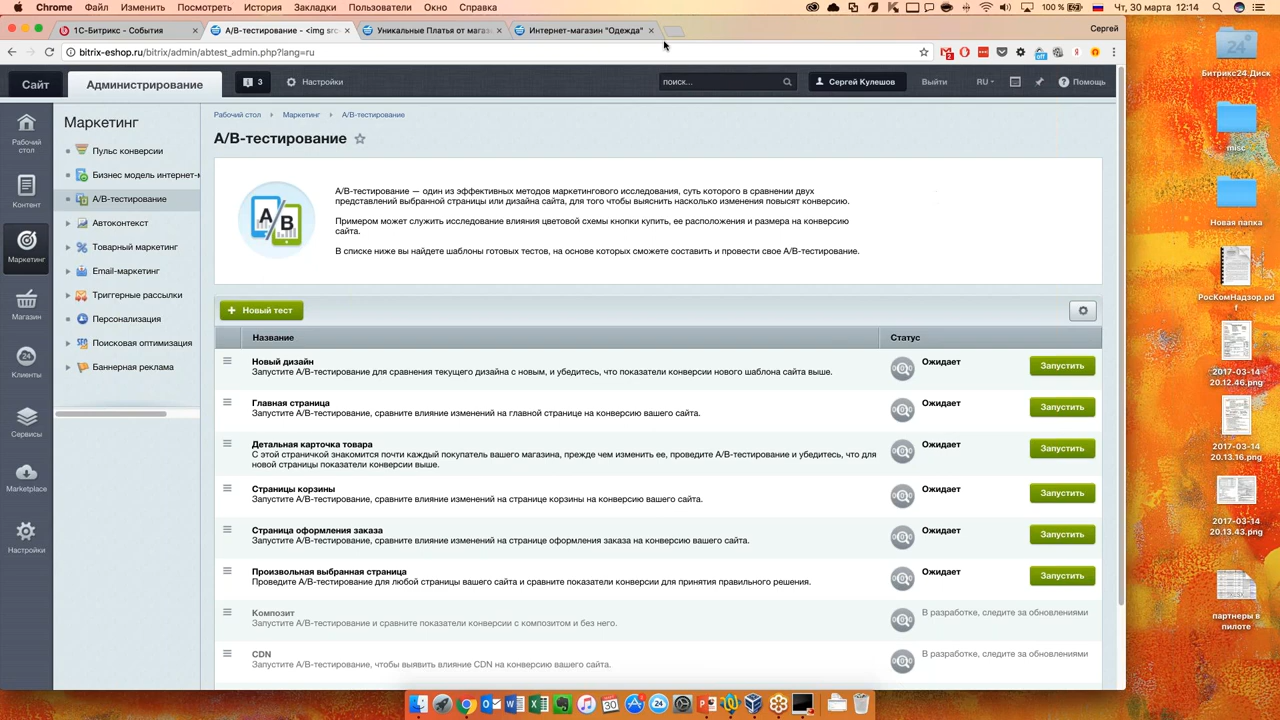 Chrome Файл Изменить Посмотреть История Закладки Пользователи Окно Справка 100 % Чт, 30 марта 12:14
1С-Битрикс - События × А/В-тестирование - <img src × Уникальные Платья от магаз × Интернет-магазин "Одежда" × Сергей
bitrix-eshop.ru/bitrix/admin/abtest_admin.php?lang=ru
Сайт Администрирование 3 Настройки поиск... Сергей Кулешов Выйти RU Помощь
Рабочий стол
Контент
Маркетинг
Магазин
24
Клиенты
Сервисы
Marketplace
Настройки
Маркетинг
Пульс конверсии
Бизнес модель интернет-м
А/В-тестирование
Автоконтекст
Товарный маркетинг
Email-маркетинг
Триггерные рассылки
Персонализация
Поисковая оптимизация
Баннерная реклама
Рабочий стол Маркетинг А/В-тестирование
А/В-тестирование
A/B
А/В-тестирование — один из эффективных методов маркетингового исследования, суть которого в сравнении двух
представлений выбранной страницы или дизайна сайта, для того чтобы выяснить насколько изменения повысят конверсию.
Примером может служить исследование влияния цветовой схемы кнопки купить, ее расположения и размера на конверсию
сайта.
В списке ниже вы найдете шаблоны готовых тестов, на основе которых сможете составить и провести свое А/В-тестирование.
+ Новый тест
Название Статус
Новый дизайн Ожидает Запустить
Запустите А/В-тестирование для сравнения текущего дизайна с новым, и убедитесь, что показатели конверсии нового шаблона сайта выше.
Главная страница Ожидает Запустить
Запустите А/В-тестирование, сравните влияние изменений на главной странице на конверсию вашего сайта.
Детальная карточка товара Ожидает Запустить
С этой страничкой знакомится почти каждый покупатель вашего магазина, прежде чем изменить ее, проведите А/В-тестирование и убедитесь, что для
новой страницы показатели конверсии выше.
Страницы корзины Ожидает Запустить
Запустите А/В-тестирование, сравните влияние изменений на странице корзины на конверсию вашего сайта.
Страница оформления заказа Ожидает Запустить
Запустите А/В-тестирование, сравните влияние изменений на странице оформления заказа на конверсию вашего сайта.
Произвольная выбранная страница Ожидает Запустить
Проведите А/В-тестирование для любой страницы вашего сайта и сравните показатели конверсии для принятия правильного решения.
Композит В разработке, следите за обновлениями
Запустите А/В-тестирование и сравните показатели конверсии с композитом и без него.
CDN В разработке, следите за обновлениями
Запустите А/В-тестирование, чтобы выявить влияние CDN на конверсию вашего сайта.
24
Битрикс24.Диск
misc
Новая папка
РосКомНадзор.pd
f
2017-03-14
20.12.46.png
2017-03-14
20.13.16.png
2017-03-14
20.13.43.png
партнеры в
пилоте